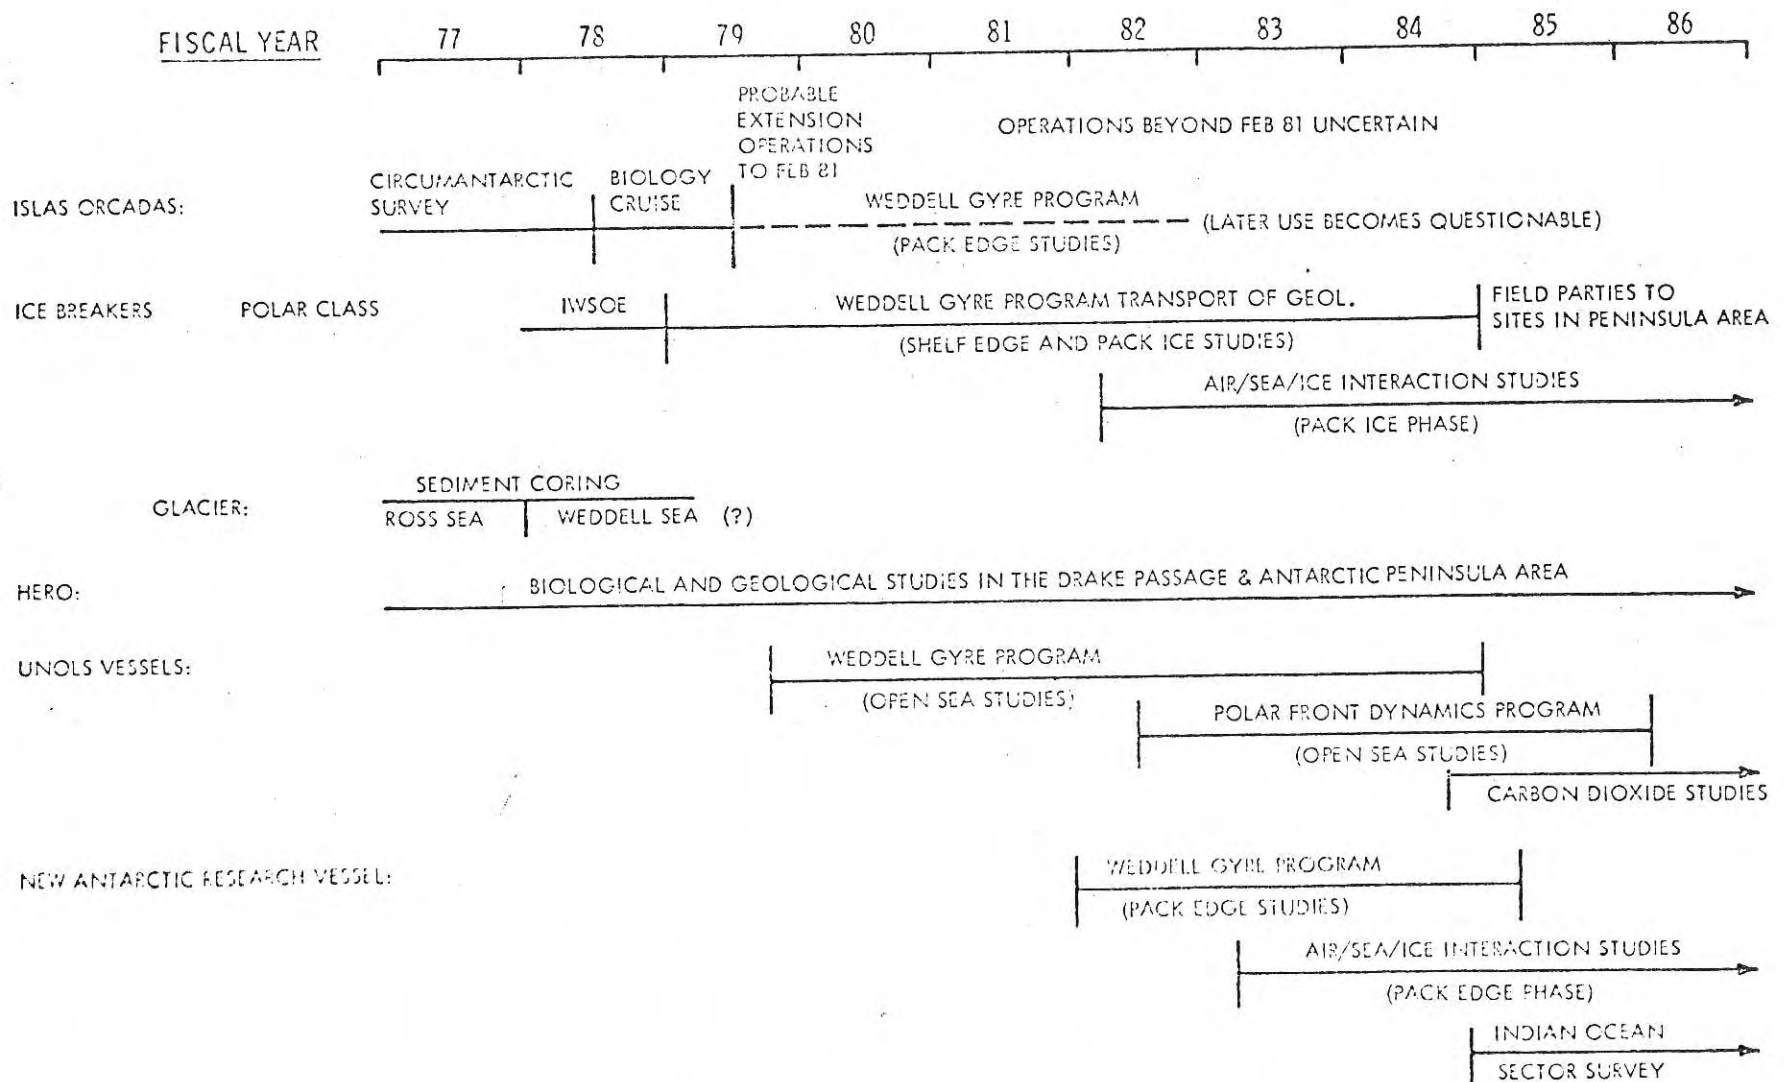 FISCAL YEAR 77 78 79 80 81 82 83 84 85 86
PROBABLE
EXTENSION
OPERATIONS
TO FEB 81
OPERATIONS BEYOND FEB 81 UNCERTAIN
ISLAS ORCADAS:
CIRCUMANTARCTIC
SURVEY
BIOLOGY
CRUISE
WEDDELL GYRE PROGRAM
(PACK EDGE STUDIES)
(LATER USE BECOMES QUESTIONABLE)
ICE BREAKERS POLAR CLASS
IWSOE
WEDDELL GYRE PROGRAM TRANSPORT OF GEOL.
(SHELF EDGE AND PACK ICE STUDIES)
FIELD PARTIES TO
SITES IN PENINSULA AREA
AIR/SEA/ICE INTERACTION STUDIES
(PACK ICE PHASE)
GLACIER:
SEDIMENT CORING
ROSS SEA WEDDELL SEA (?)
HERO:
BIOLOGICAL AND GEOLOGICAL STUDIES IN THE DRAKE PASSAGE & ANTARCTIC PENINSULA AREA
UNOLS VESSELS:
WEDDELL GYRE PROGRAM
(OPEN SEA STUDIES)
POLAR FRONT DYNAMICS PROGRAM
(OPEN SEA STUDIES)
CARBON DIOXIDE STUDIES
NEW ANTARCTIC RESEARCH VESSEL:
WEDDELL GYRE PROGRAM
(PACK EDGE STUDIES)
AIR/SEA/ICE INTERACTION STUDIES
(PACK EDGE PHASE)
INDIAN OCEAN
SECTOR SURVEY